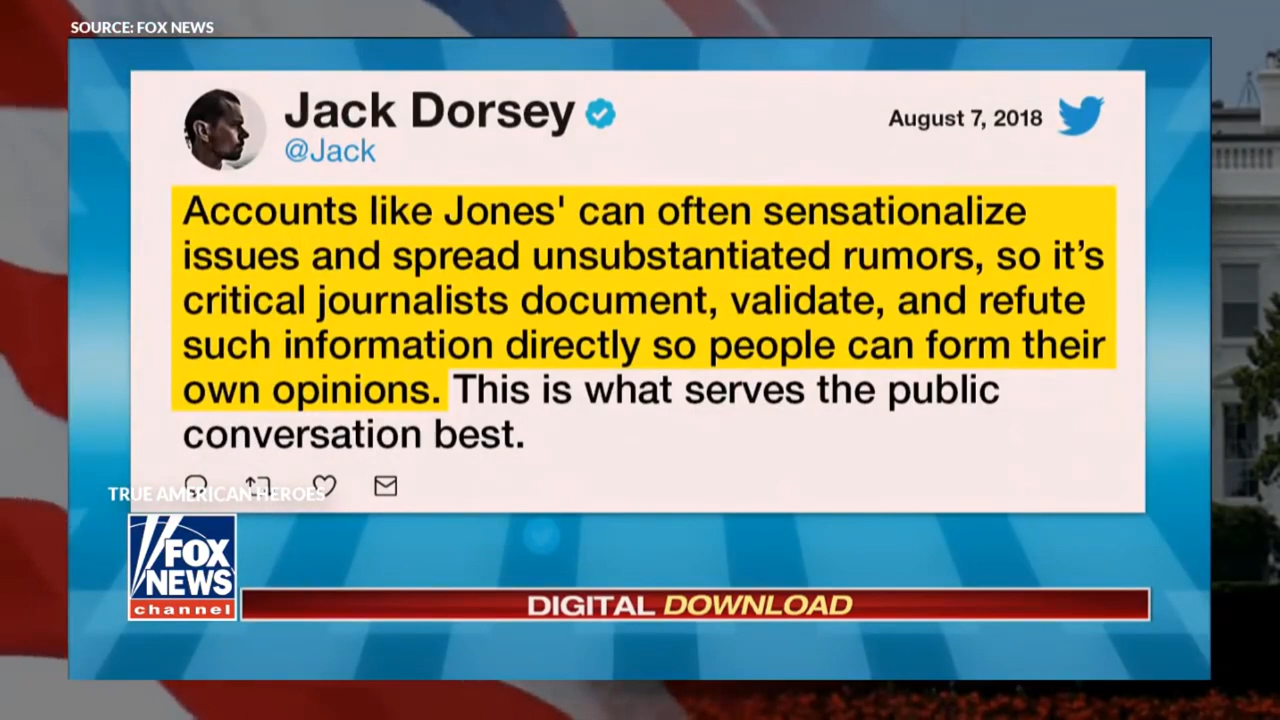 SOURCE: FOX NEWS
Jack Dorsey
@Jack
August 7, 2018
Accounts like Jones' can often sensationalize
issues and spread unsubstantiated rumors, so it’s
critical journalists document, validate, and refute
such information directly so people can form their
own opinions. This is what serves the public
conversation best.
TRUE AMERICAN HEROES
FOX
NEWS
channel
DIGITAL DOWNLOAD